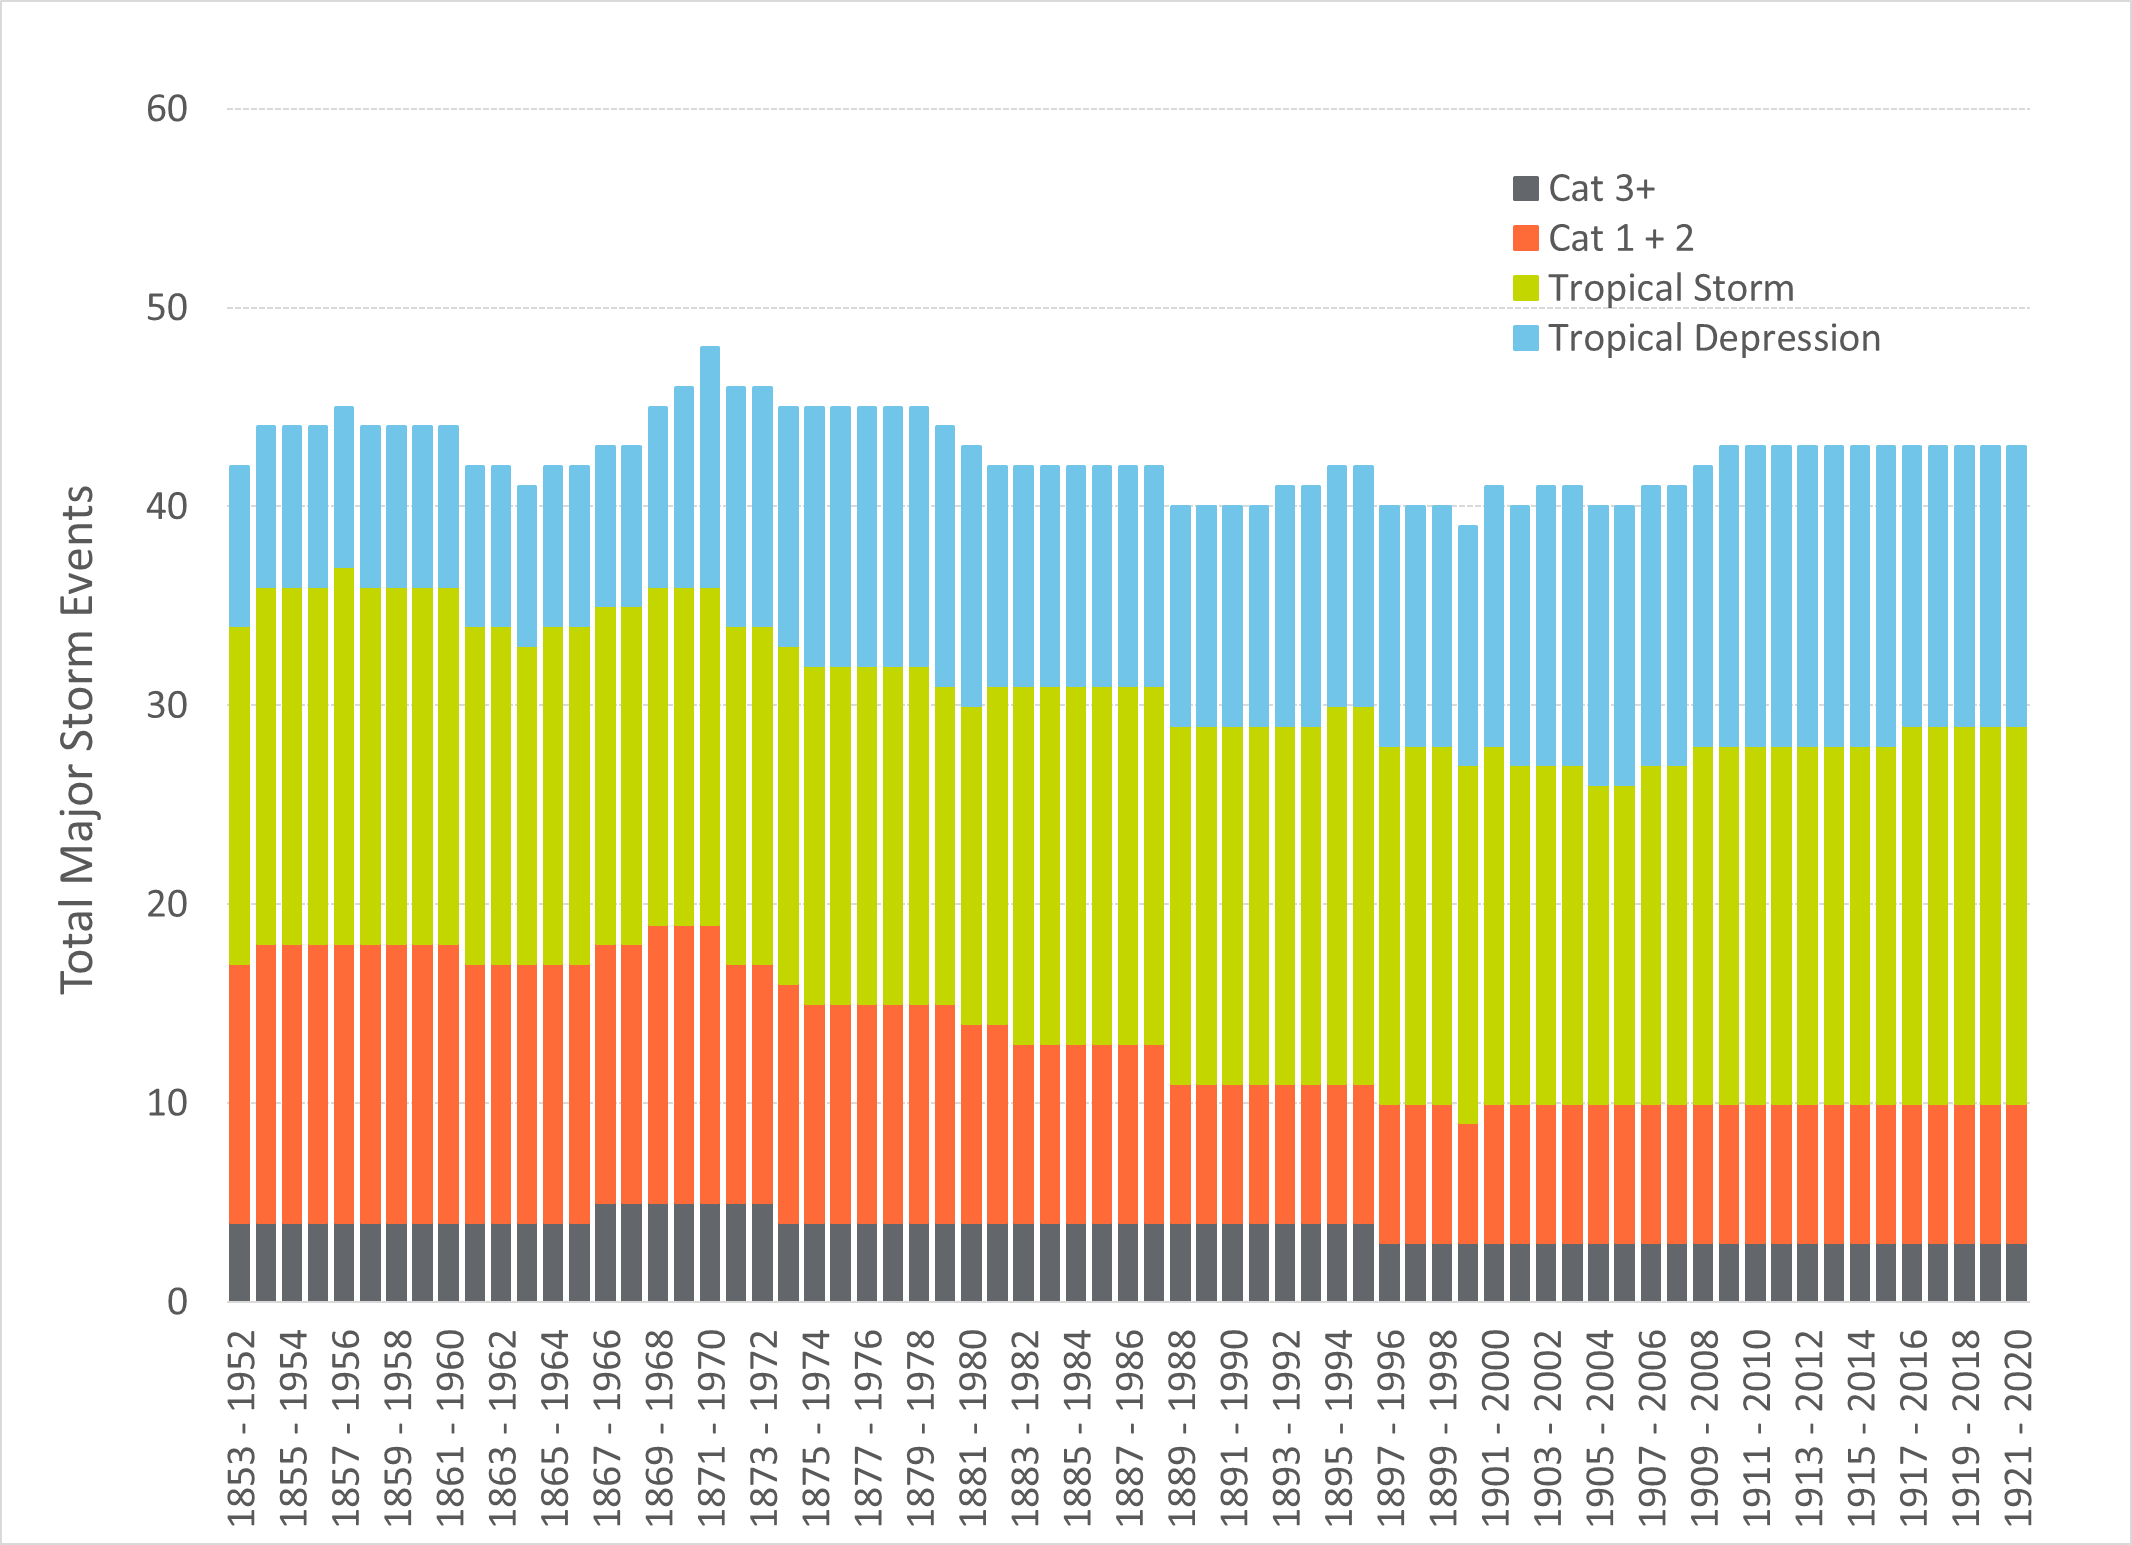 Total Major Storm Events
60
50
40
30
20
10
0
Cat 3+
Cat 1 + 2
Tropical Storm
Tropical Depression
1853 - 1952
1855 - 1954
1857 - 1956
1859 - 1958
1861 - 1960
1863 - 1962
1865 - 1964
1867 - 1966
1869 - 1968
1871 - 1970
1873 - 1972
1875 - 1974
1877 - 1976
1879 - 1978
1881 - 1980
1883 - 1982
1885 - 1984
1887 - 1986
1889 - 1988
1891 - 1990
1893 - 1992
1895 - 1994
1897 - 1996
1899 - 1998
1901 - 2000
1903 - 2002
1905 - 2004
1907 - 2006
1909 - 2008
1911 - 2010
1913 - 2012
1915 - 2014
1917 - 2016
1919 - 2018
1921 - 2020